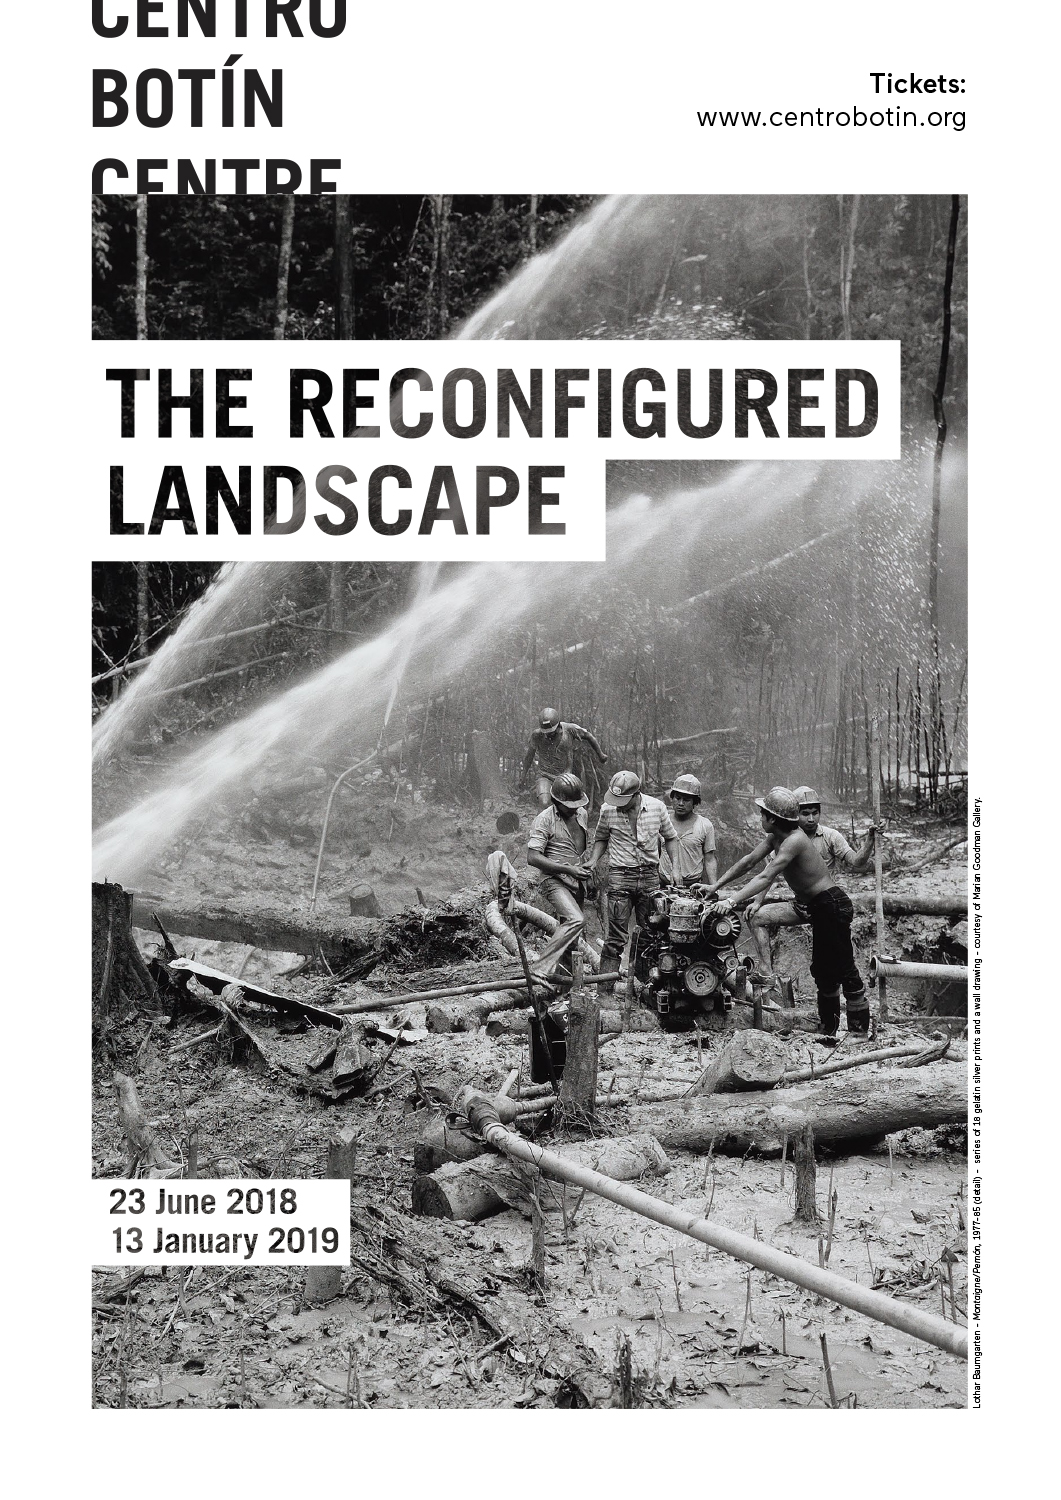 CENTRO
BOTÍN
CENTRE
Tickets:
www.centrobotin.org
THE RECONFIGURED
LANDSCAPE
23 June 2018
13 January 2019
Lothar Baumgarten - Montaigne/Pemón, 1977-85 (detail) - series of 18 gelatin silver prints and a wall drawing - courtesy of Marian Goodman Gallery.